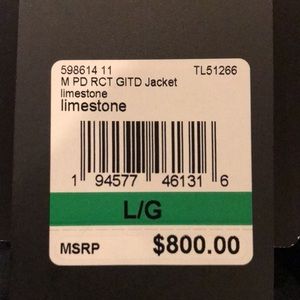 598614 11 TL51266
M PD RCT GITD Jacket
limestone
limestone
1 94577 46131 6
L/G
MSRP $800.00